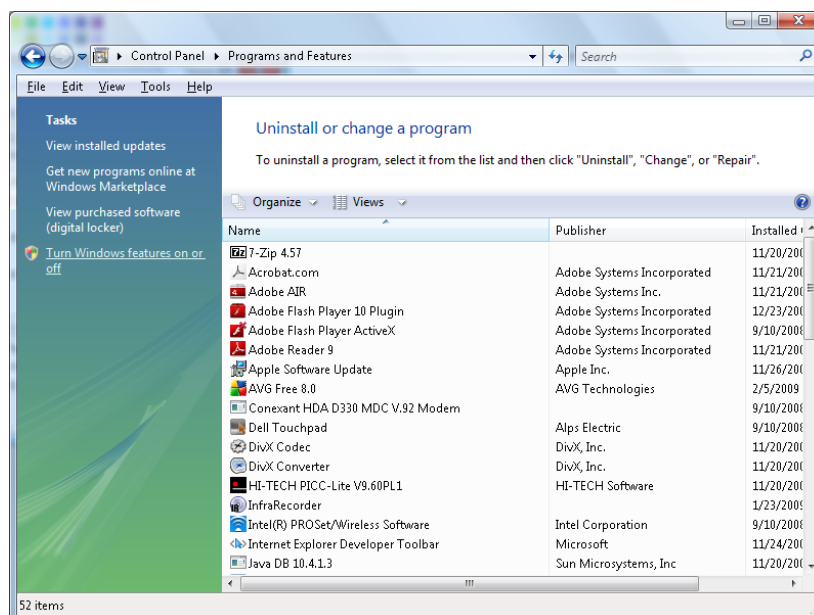 Control Panel ▸ Programs and Features
Search
File Edit View Tools Help
Tasks
View installed updates
Get new programs online at
Windows Marketplace
View purchased software
(digital locker)
Turn Windows features on or
off
Uninstall or change a program
To uninstall a program, select it from the list and then click "Uninstall", "Change", or "Repair".
Organize Views
Name Publisher Installed
7-Zip 4.57 11/20/200
Acrobat.com Adobe Systems Incorporated 11/21/200
Adobe AIR Adobe Systems Inc. 11/21/200
Adobe Flash Player 10 Plugin Adobe Systems Incorporated 12/23/200
Adobe Flash Player ActiveX Adobe Systems Incorporated 9/10/2008
Adobe Reader 9 Adobe Systems Incorporated 11/21/200
Apple Software Update Apple Inc. 11/26/200
AVG Free 8.0 AVG Technologies 2/5/2009
Conexant HDA D330 MDC V.92 Modem 9/10/2008
Dell Touchpad Alps Electric 9/10/2008
DivX Codec DivX, Inc. 11/20/200
DivX Converter DivX, Inc. 11/20/200
HI-TECH PICC-Lite V9.60PL1 HI-TECH Software 11/20/200
InfraRecorder 1/23/2009
Intel(R) PROSet/Wireless Software Intel Corporation 9/10/2008
Internet Explorer Developer Toolbar Microsoft 11/24/200
Java DB 10.4.1.3 Sun Microsystems, Inc 11/20/200
52 items